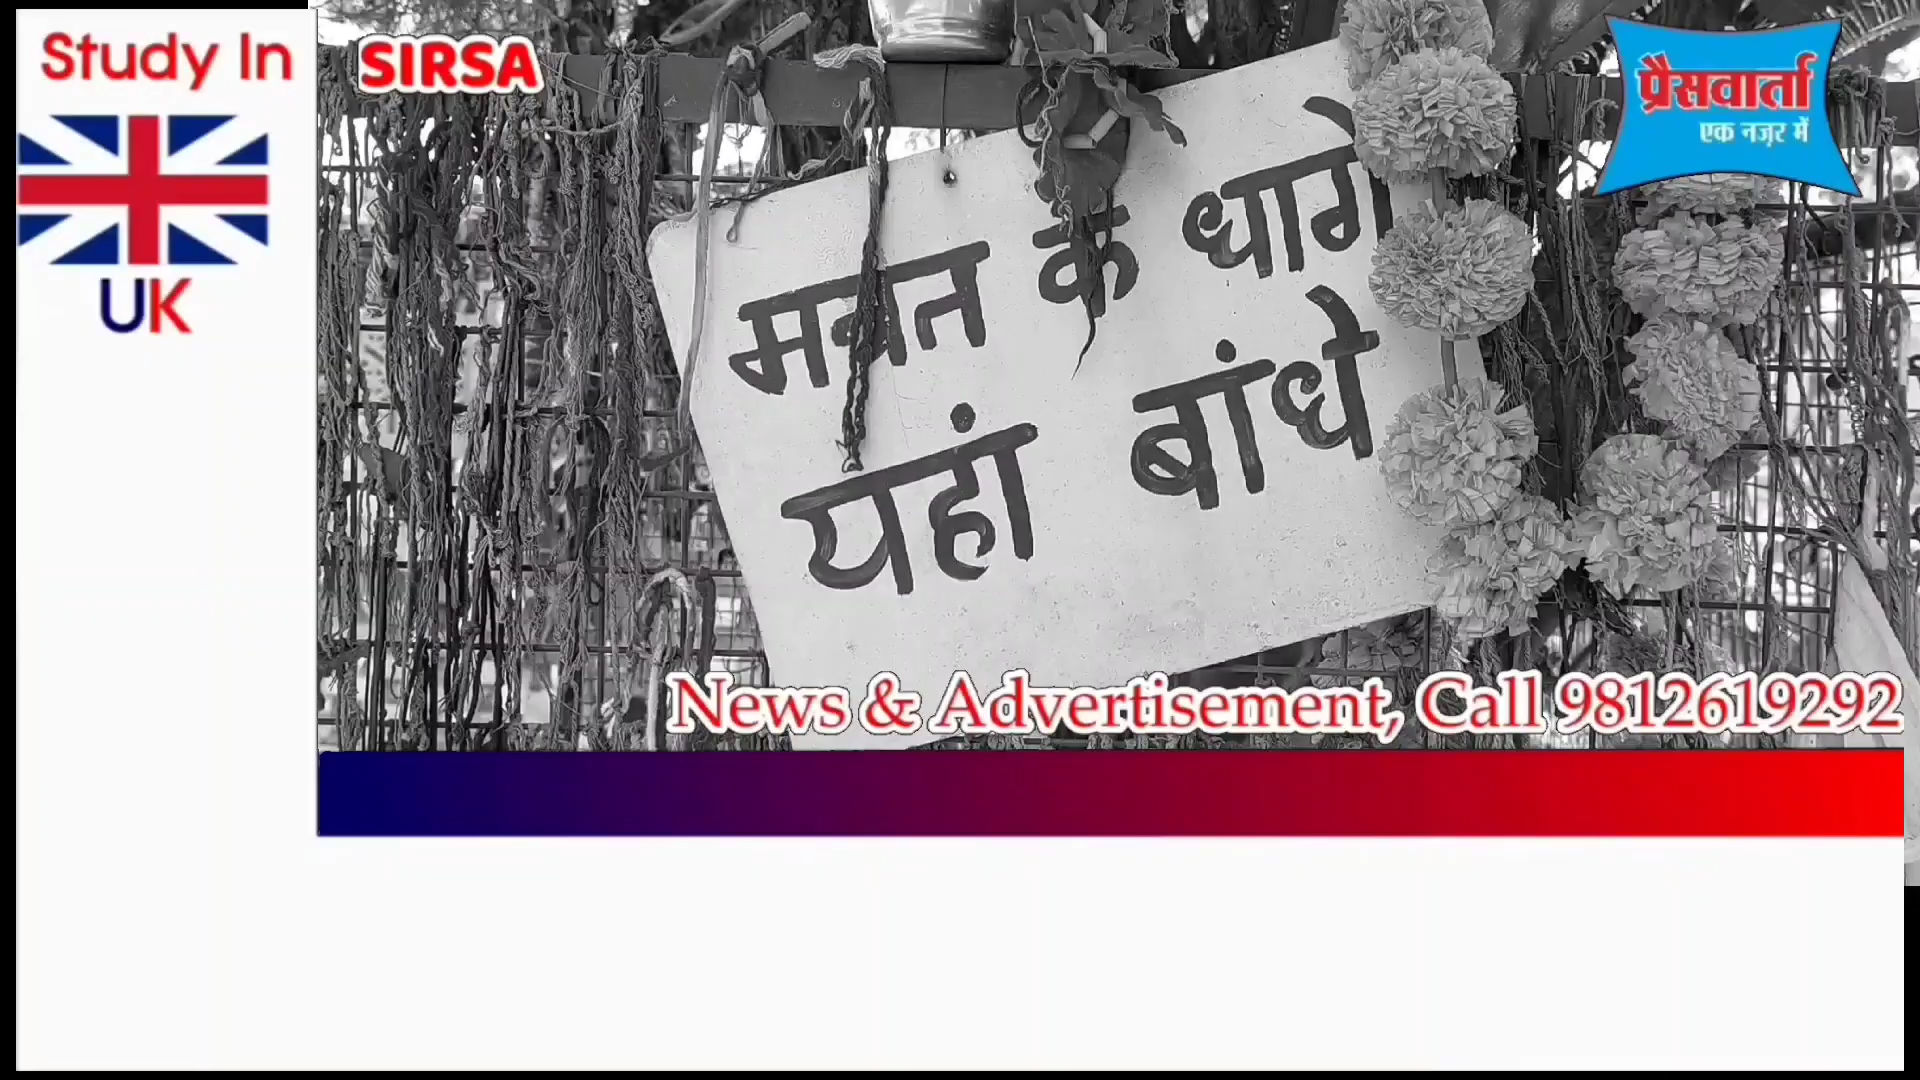 Study In
UK
SIRSA
प्रैसवार्ता
एक नज़र में
मन्नत के धागे
यहां बांधे
News & Advertisement, Call 9812619292